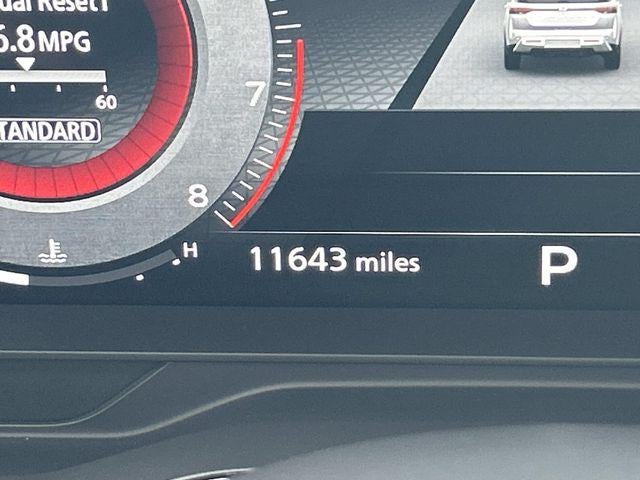 ual Reset1
6.8 MPG
60
STANDARD
7
8
H
11643 miles
P